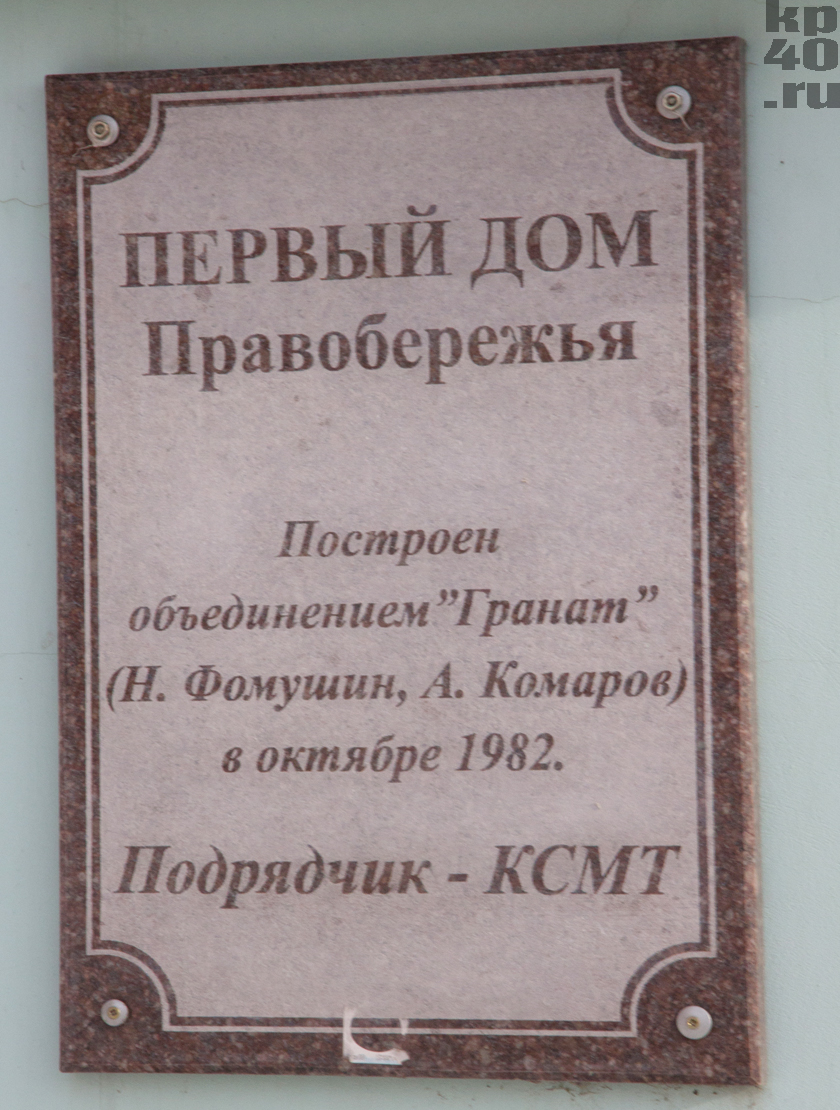 kp
40
.ru
ПЕРВЫЙ ДОМ
Правобережья
Построен
объединением"Гранат"
(Н. Фомушин, А. Комаров)
в октябре 1982.
Подрядчик - КСМТ